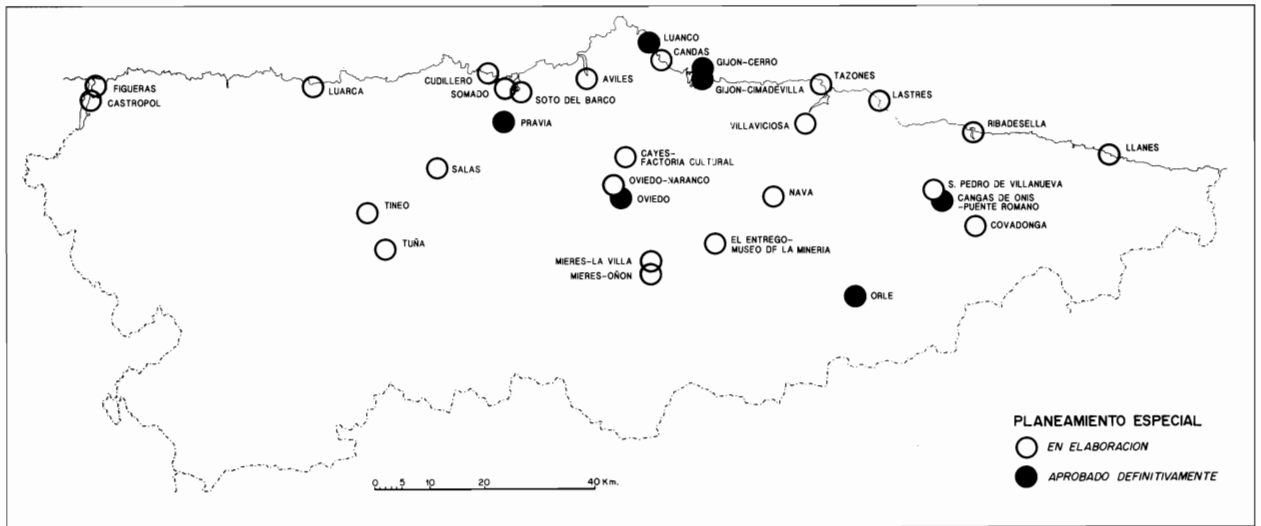 LUANCO
CANDAS
GIJON-CERRO
GIJON-CIMADEVILLA
CUDILLERO
AVILES
TAZONES
FIGUERAS
LUARCA
SOMADO
SOTO DEL BARCO
LASTRES
CASTROPOL
PRAVIA
VILLAVICIOSA
RIBADESELLA
LLANES
CAYES-
FACTORIA CULTURAL
SALAS
OVIEDO-NARANCO
OVIEDO
NAVA
S. PEDRO DE VILLANUEVA
CANGAS DE ONIS
-PUENTE ROMANO
TINEO
COVADONGA
TUÑA
EL ENTREGO-
MUSEO DE LA MINERIA
MIERES-LA VILLA
MIERES-OÑON
ORLE
PLANEAMIENTO ESPECIAL
EN ELABORACION
APROBADO DEFINITIVAMENTE
0 5 10 20 40 Km.